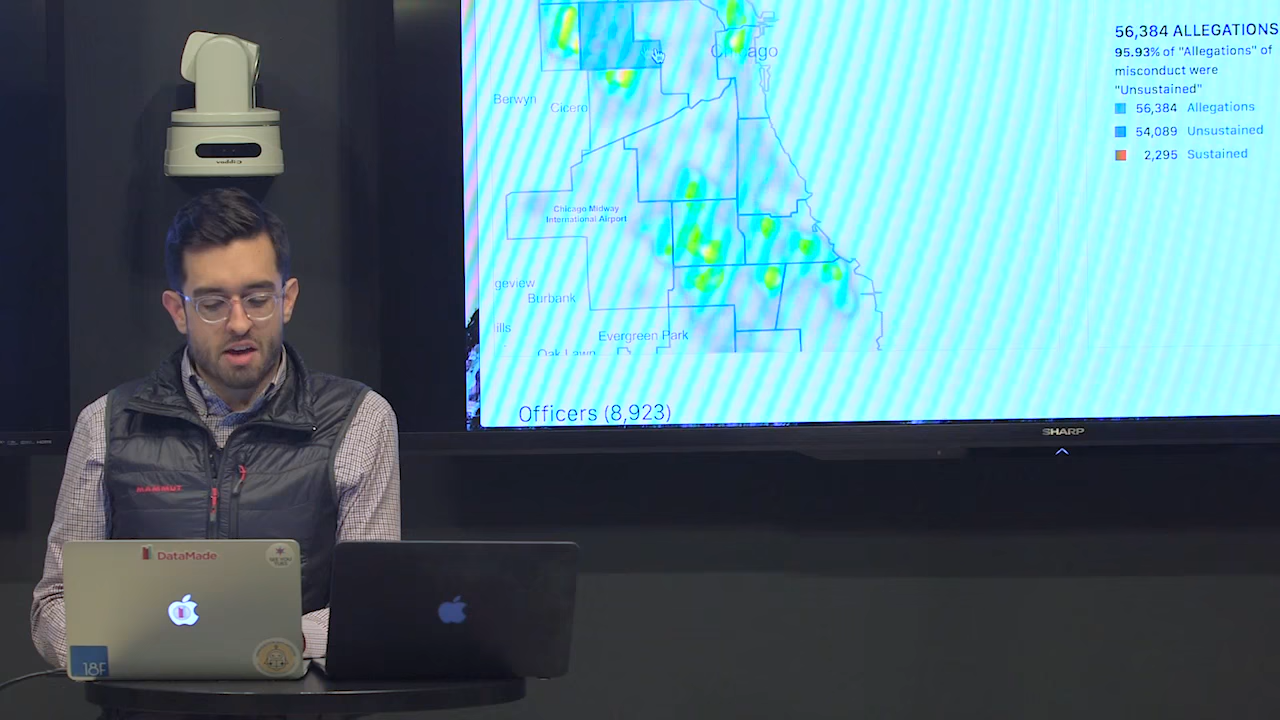 56,384 ALLEGATIONS
95.93% of "Allegations" of
misconduct were
"Unsustained"
56,384 Allegations
54,089 Unsustained
2,295 Sustained
Chicago
Berwyn
Cicero
Chicago Midway
International Airport
geview
Burbank
ills
Evergreen Park
Oak Lawn
Officers (8,923)
SHARP
MAMMUT
DataMade
18F